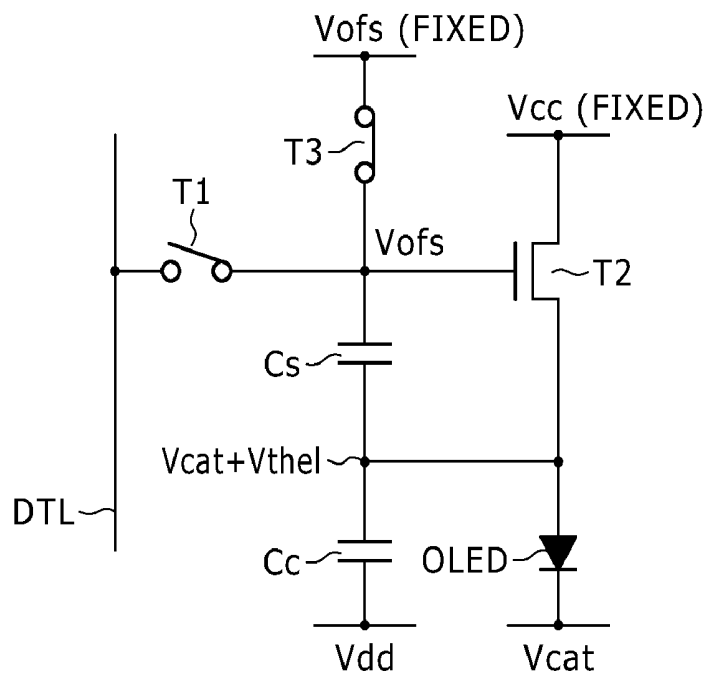 Vofs (FIXED)
Vcc (FIXED)
T3
T1
Vofs
T2
Cs
Vcat+Vthel
DTL
Cc
OLED
Vdd
Vcat